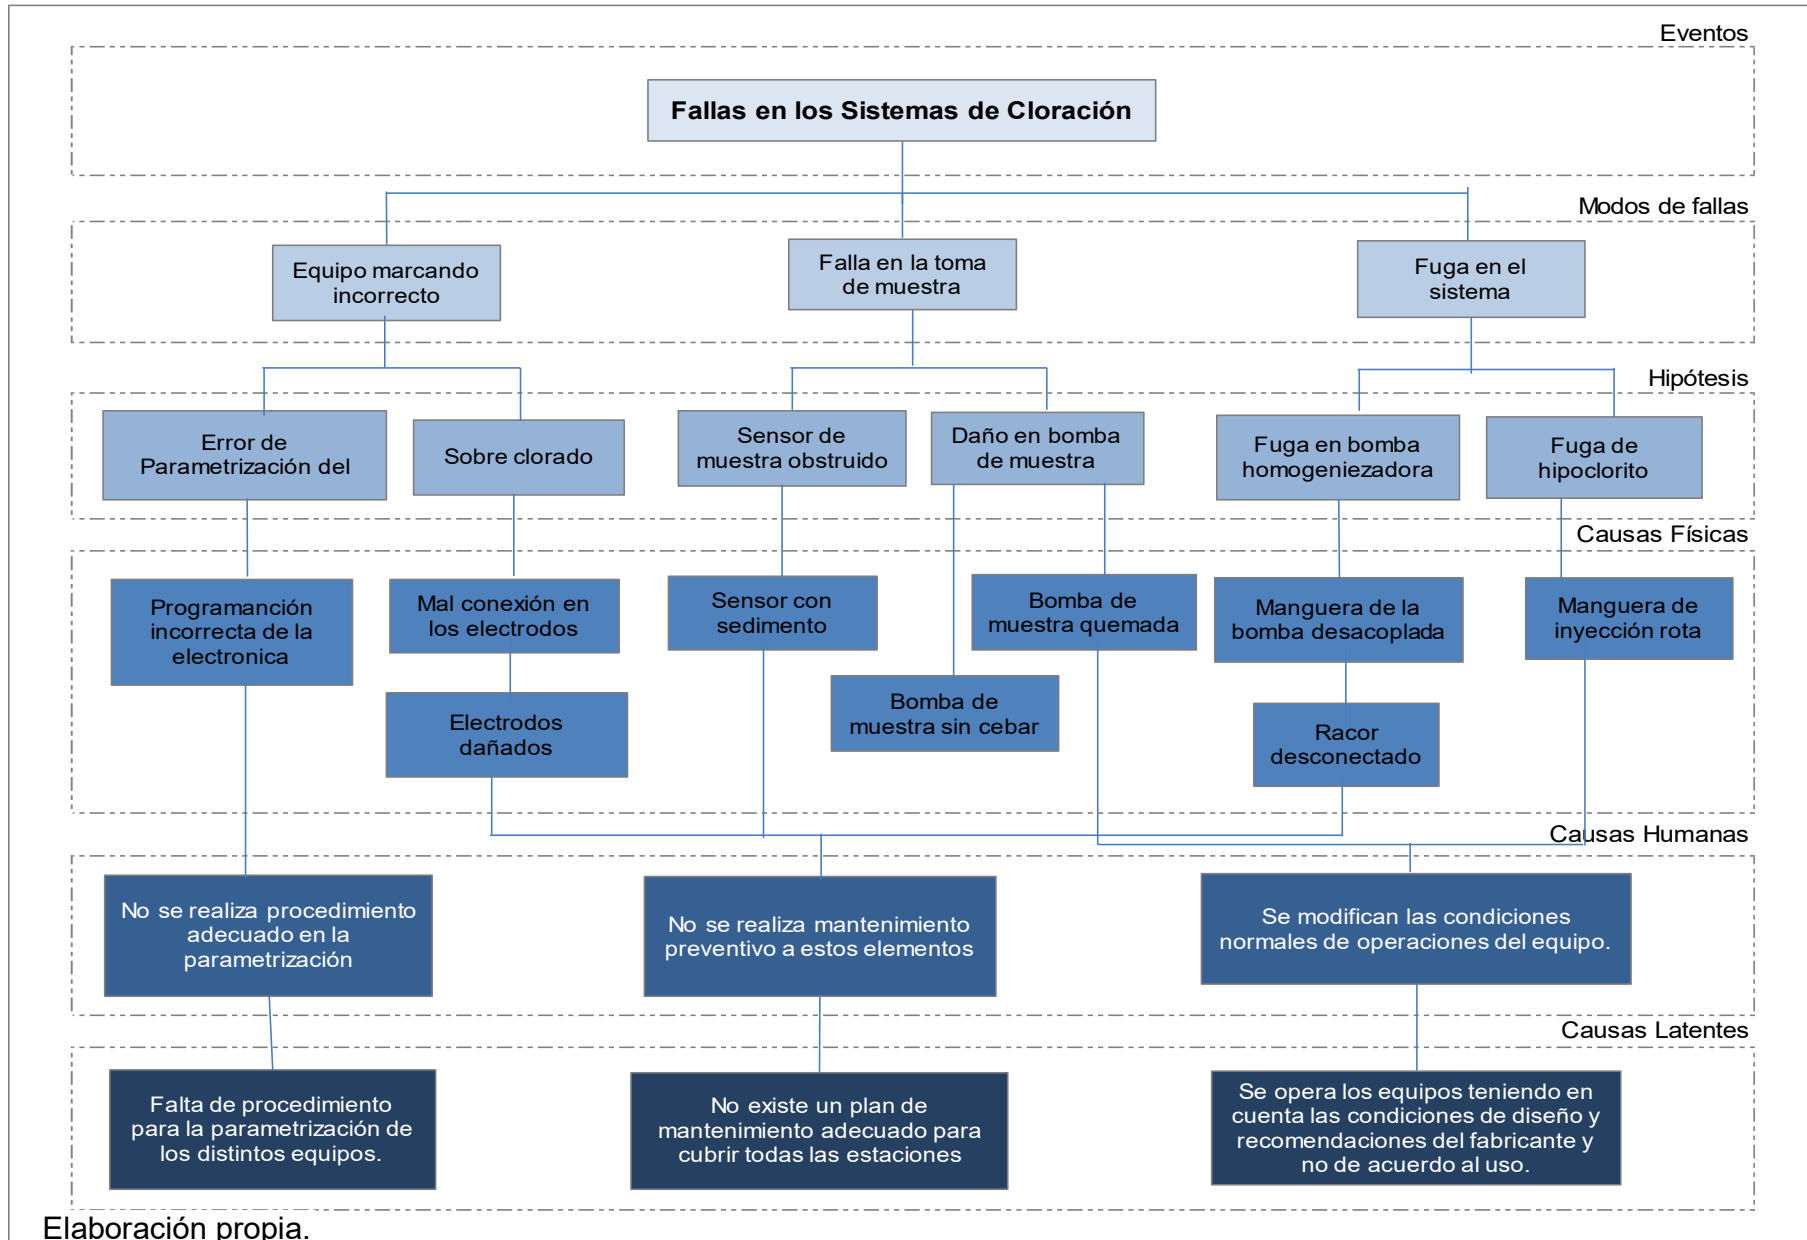 Eventos
Fallas en los Sistemas de Cloración
Modos de fallas
Equipo marcando
incorrecto
Falla en la toma
de muestra
Fuga en el
sistema
Hipótesis
Error de
Parametrización del
Sobre clorado
Sensor de
muestra obstruido
Daño en bomba
de muestra
Fuga en bomba
homogeniezadora
Fuga de
hipoclorito
Causas Físicas
Programanción
incorrecta de la
electronica
Mal conexión en
los electrodos
Sensor con
sedimento
Bomba de
muestra quemada
Manguera de la
bomba desacoplada
Manguera de
inyección rota
Electrodos
dañados
Bomba de
muestra sin cebar
Racor
desconectado
Causas Humanas
No se realiza procedimiento
adecuado en la
parametrización
No se realiza mantenimiento
preventivo a estos elementos
Se modifican las condiciones
normales de operaciones del equipo.
Causas Latentes
Falta de procedimiento
para la parametrización de
los distintos equipos.
No existe un plan de
mantenimiento adecuado para
cubrir todas las estaciones
Se opera los equipos teniendo en
cuenta las condiciones de diseño y
recomendaciones del fabricante y
no de acuerdo al uso.
Elaboración propia.